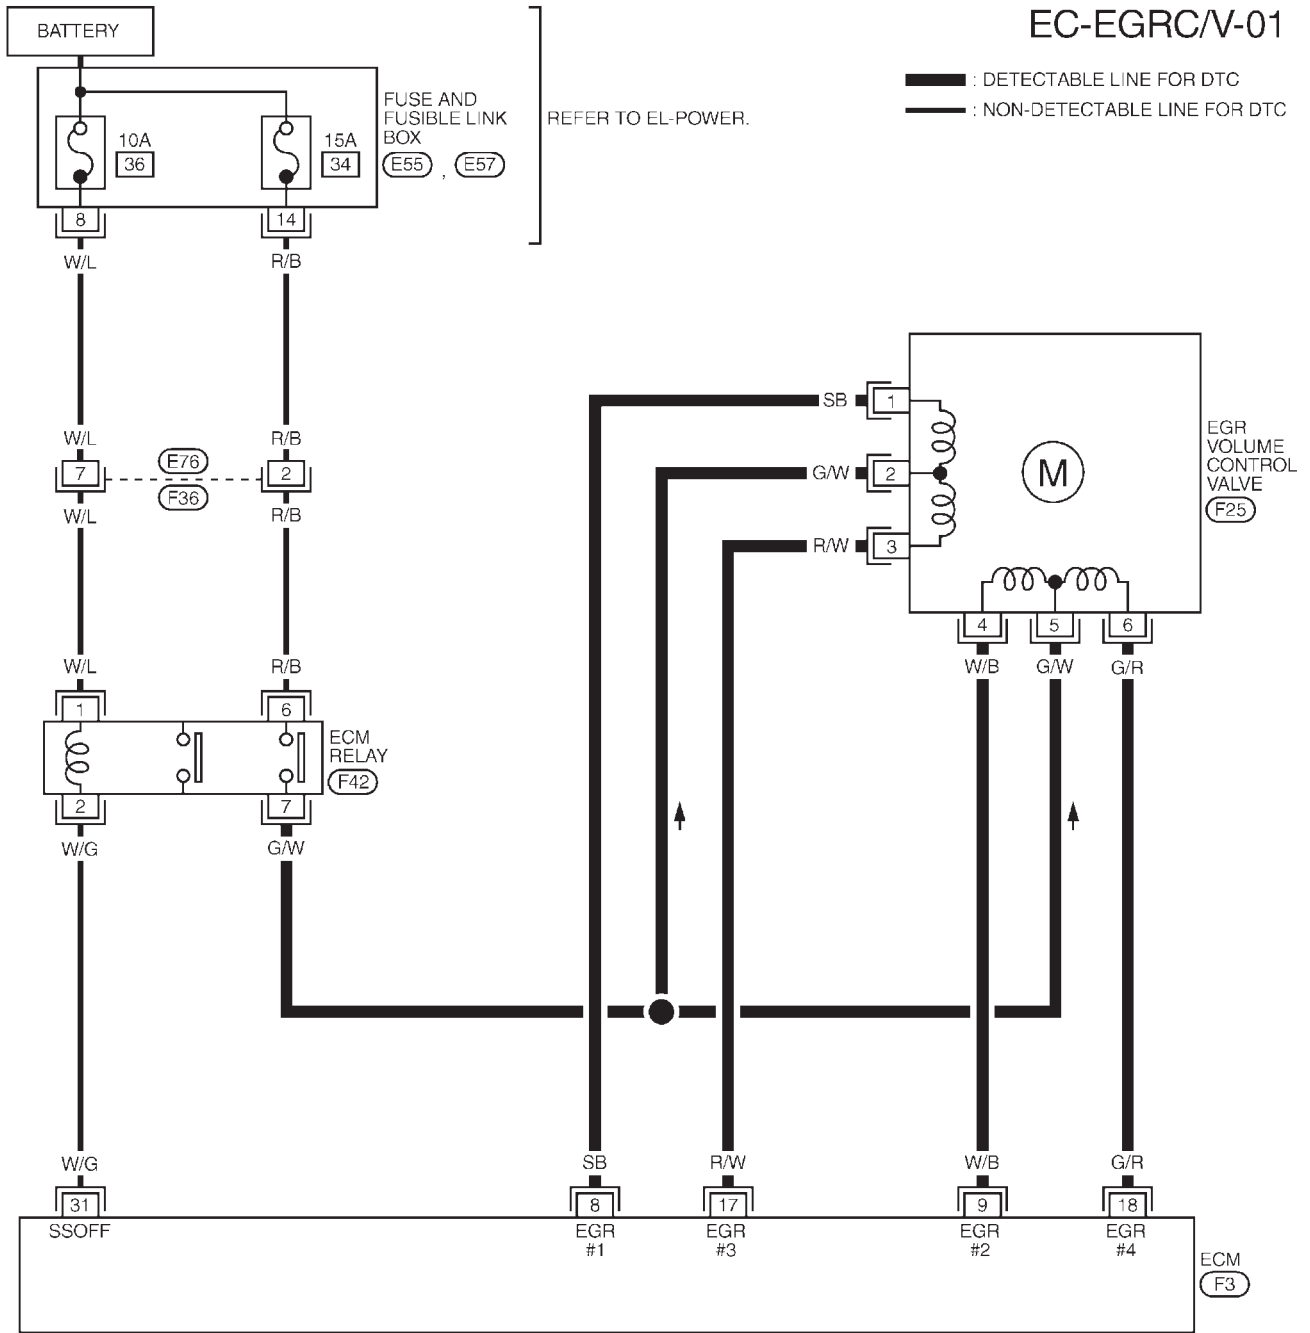 EC-EGRC/V-01
BATTERY
: DETECTABLE LINE FOR DTC
: NON-DETECTABLE LINE FOR DTC
FUSE AND
FUSIBLE LINK
BOX
E55 , E57
REFER TO EL-POWER.
10A
36
15A
34
8
14
W/L
R/B
W/L
R/B
7
E76
F36
2
W/L
R/B
W/L
R/B
1
6
ECM
RELAY
F42
2
7
W/G
G/W
SB
1
G/W
2
R/W
3
M
EGR
VOLUME
CONTROL
VALVE
F25
4
5
6
W/B
G/W
G/R
W/G
SB
R/W
W/B
G/R
31
8
17
9
18
SSOFF
EGR
#1
EGR
#3
EGR
#2
EGR
#4
ECM
F3